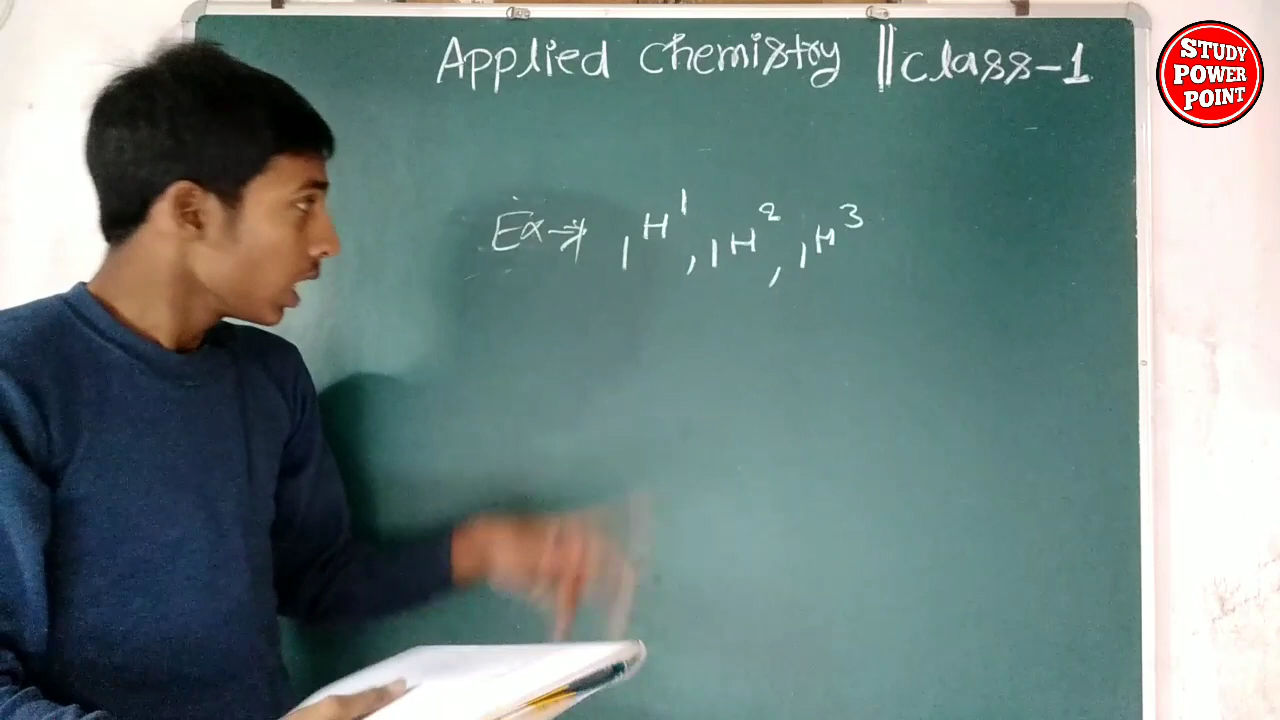 Applied Chemistry || class-1
STUDY
POWER
POINT
Ex → ₁H¹, ₁H², ₁H³